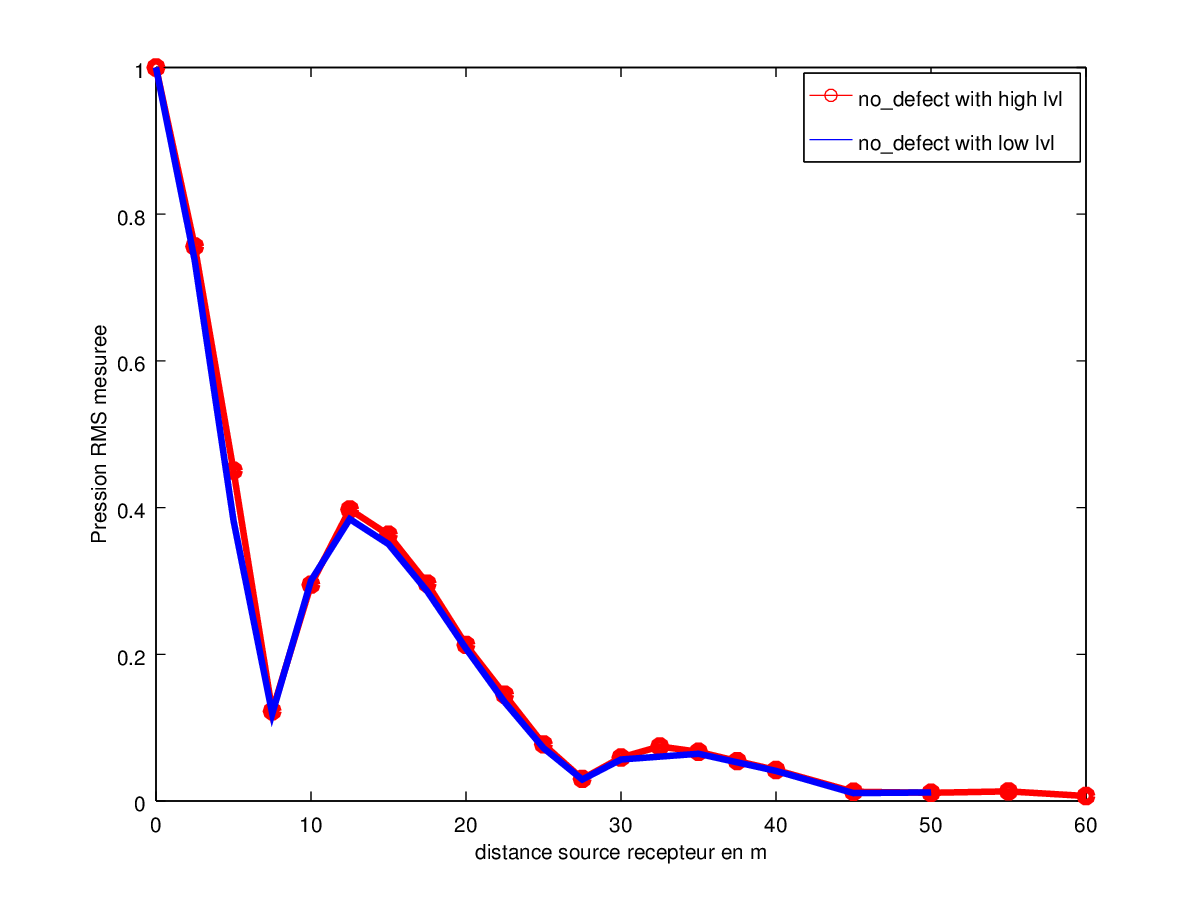 no_defect with high lvl
no_defect with low lvl
1
0.8
0.6
0.4
0.2
0
0 10 20 30 40 50 60
Pression RMS mesuree
distance source recepteur en m